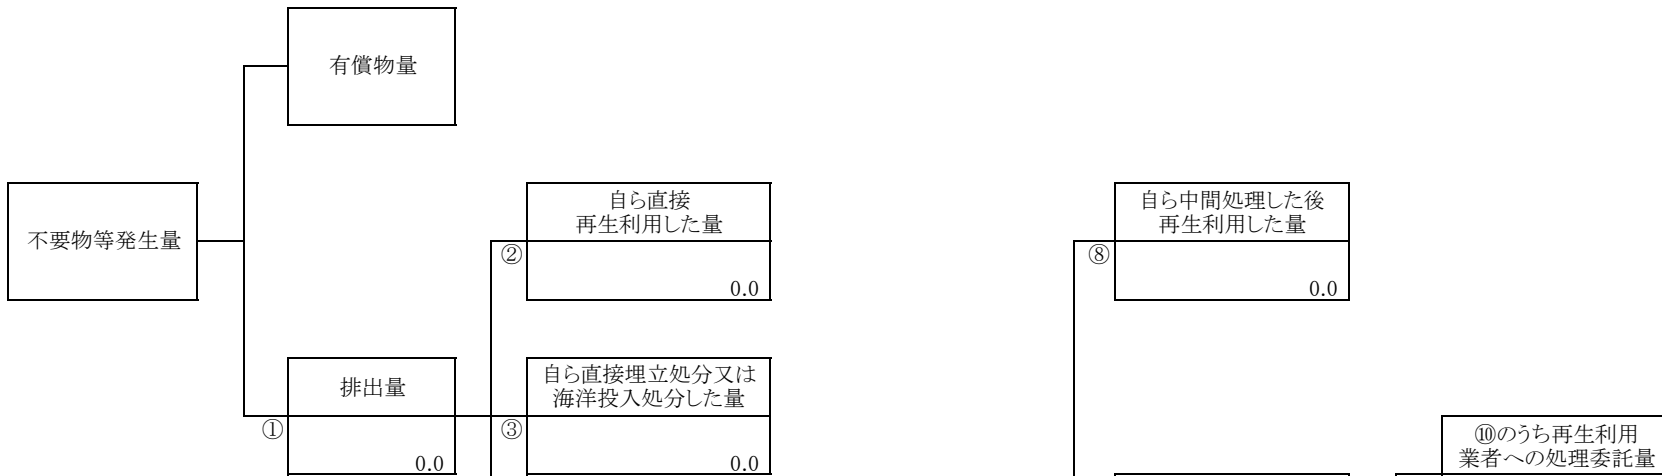 有償物量
不要物等発生量
自ら直接
再生利用した量
②
0.0
自ら中間処理した後
再生利用した量
⑧
0.0
排出量
①
0.0
自ら直接埋立処分又は
海洋投入処分した量
③
0.0
⑩のうち再生利用
業者への処理委託量